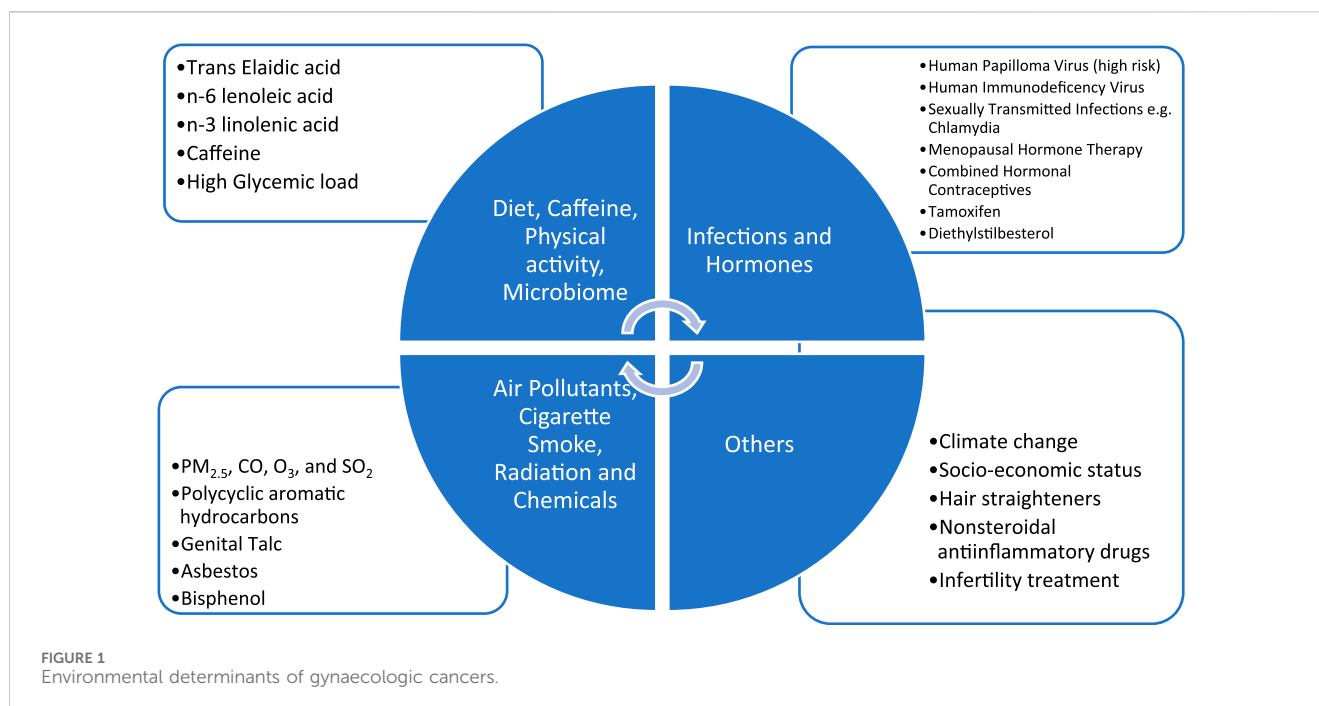 •Trans Elaidic acid
•n-6 lenoleic acid
•n-3 linolenic acid
•Caffeine
•High Glycemic load
Diet, Caffeine,
Physical
activity,
Microbiome
•Human Papilloma Virus (high risk)
•Human Immunodeficency Virus
•Sexually Transmitted Infections e.g.
Chlamydia
•Menopausal Hormone Therapy
•Combined Hormonal
Contraceptives
•Tamoxifen
•Diethylstilbesterol
Infections and
Hormones
•PM2.5, CO, O3, and SO2
•Polycyclic aromatic
hydrocarbons
•Genital Talc
•Asbestos
•Bisphenol
Air Pollutants,
Cigarette
Smoke,
Radiation and
Chemicals
Others
•Climate change
•Socio-economic status
•Hair straighteners
•Nonsteroidal
antiinflammatory drugs
•Infertility treatment
FIGURE 1
Environmental determinants of gynaecologic cancers.